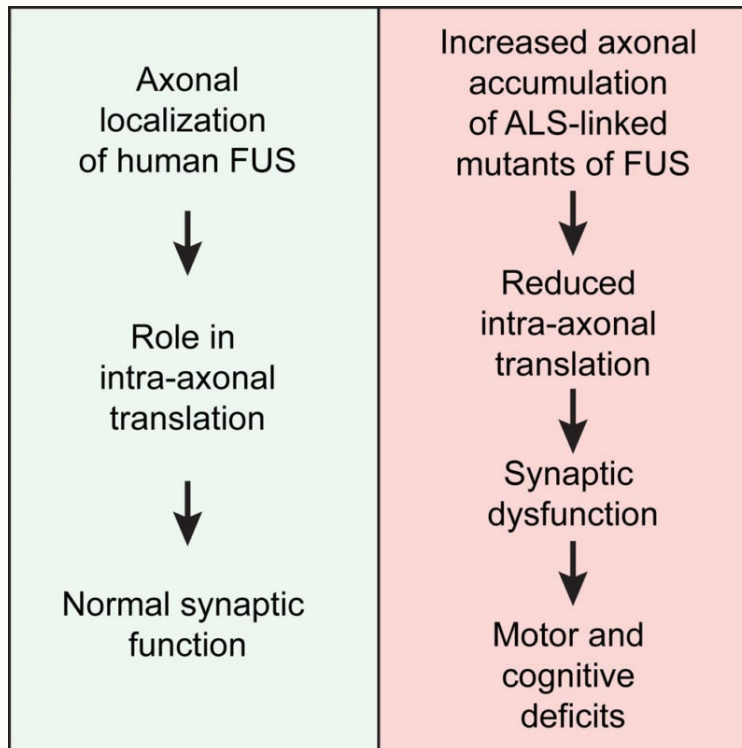 Axonal
localization
of human FUS
Role in
intra-axonal
translation
Normal synaptic
function
Increased axonal
accumulation
of ALS-linked
mutants of FUS
Reduced
intra-axonal
translation
Synaptic
dysfunction
Motor and
cognitive
deficits